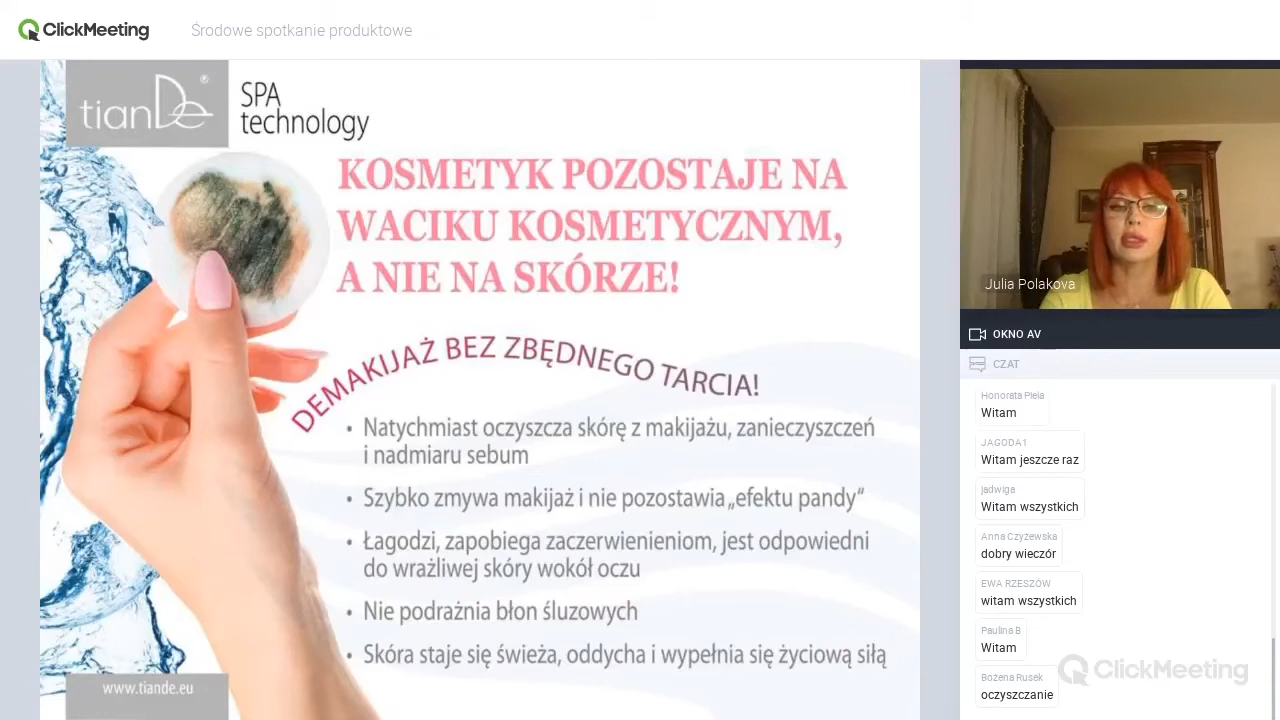 ClickMeeting
Środowe spotkanie produktowe
tianDe®
SPA
technology
KOSMETYK POZOSTAJE NA
WACIKU KOSMETYCZNYM,
A NIE NA SKÓRZE!
DEMAKIJAŻ BEZ ZBĘDNEGO TARCIA!
• Natychmiast oczyszcza skórę z makijażu, zanieczyszczeń
i nadmiaru sebum
• Szybko zmywa makijaż i nie pozostawia „efektu pandy“
• Łagodzi, zapobiega zaczerwienieniom, jest odpowiedni
do wrażliwej skóry wokół oczu
• Nie podrażnia błon śluzowych
• Skóra staje się świeża, oddycha i wypełnia się życiową siłą
www.tiande.eu
Julia Polakova
OKNO AV
CZAT
Honorata Piela
Witam
JAGODA1
Witam jeszcze raz
jadwiga
Witam wszystkich
Anna Czyżewska
dobry wieczór
EWA RZESZÓW
witam wszystkich
Paulina B
Witam
Bożena Rusek
oczyszczanie
ClickMeeting